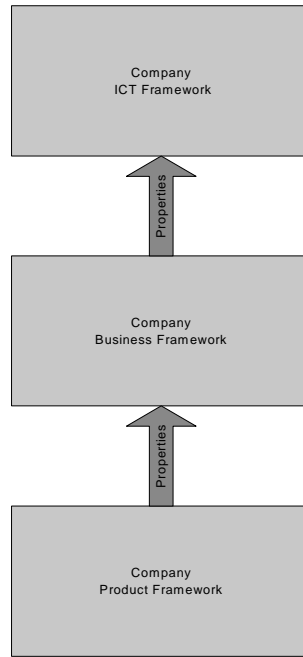 Company
ICT Framework
Properties
Company
Business Framework
Properties
Company
Product Framework